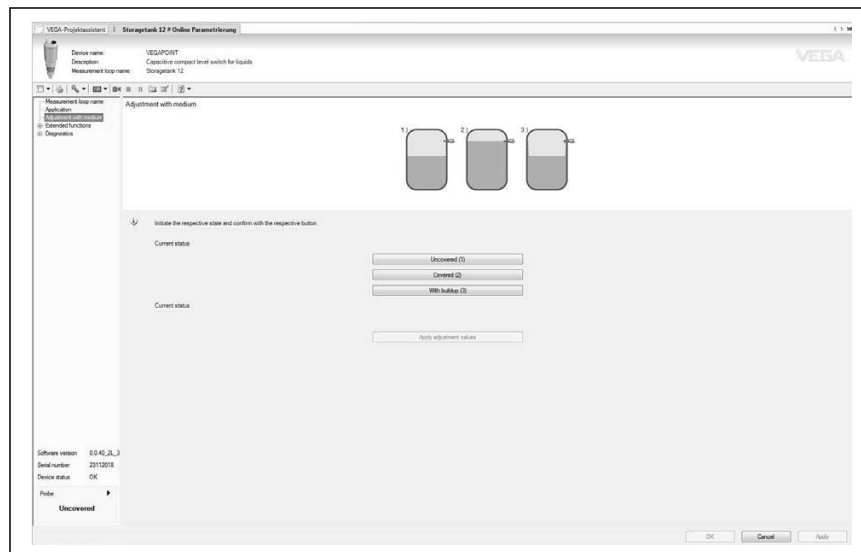 VEGA-Projektassistent Storagetank 12 # Online Parametrierung
Device name: VEGAPOINT
Description: Capacitive compact level switch for liquids
Measurement loop name: Storagetank 12
VEGA
Measurement loop name
Application
Adjustment with medium
Extended functions
Diagnostics
Adjustment with medium
1.) 2.) 3.)
Initiate the respective state and confirm with the respective button.
Current status
Uncovered (1)
Covered (2)
With buildup (3)
Current status
Apply adjustment values
Software version 0.0.40_2L_3
Serial number 23112018
Device status OK
Probe
Uncovered
OK Cancel Apply